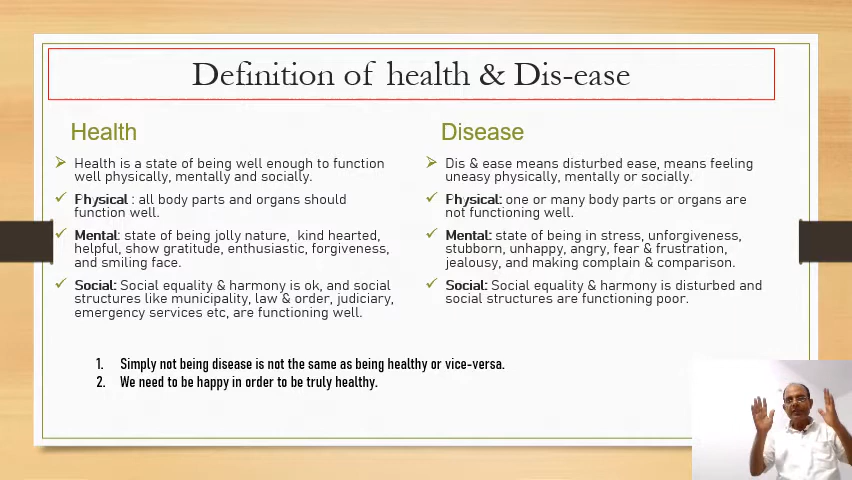 Definition of health & Dis-ease
Health
Health is a state of being well enough to function
well physically, mentally and socially.
Physical : all body parts and organs should
function well.
Mental: state of being jolly nature, kind hearted,
helpful, show gratitude, enthusiastic, forgiveness,
and smiling face.
Social: Social equality & harmony is ok, and social
structures like municipality, law & order, judiciary,
emergency services etc, are functioning well.
Disease
Dis & ease means disturbed ease, means feeling
uneasy physically, mentally or socially.
Physical: one or many body parts or organs are
not functioning well.
Mental: state of being in stress, unforgiveness,
stubborn, unhappy, angry, fear & frustration,
jealousy, and making complain & comparison.
Social: Social equality & harmony is disturbed and
social structures are functioning poor.
1. Simply not being disease is not the same as being healthy or vice-versa.
2. We need to be happy in order to be truly healthy.